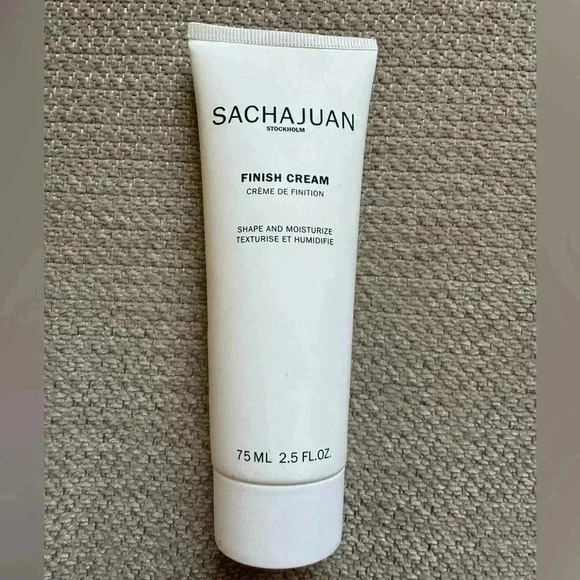 SACHAJUAN
STOCKHOLM
FINISH CREAM
CRÈME DE FINITION
SHAPE AND MOISTURIZE
TEXTURISE ET HUMIDIFIE
75 ML 2.5 FL.OZ.